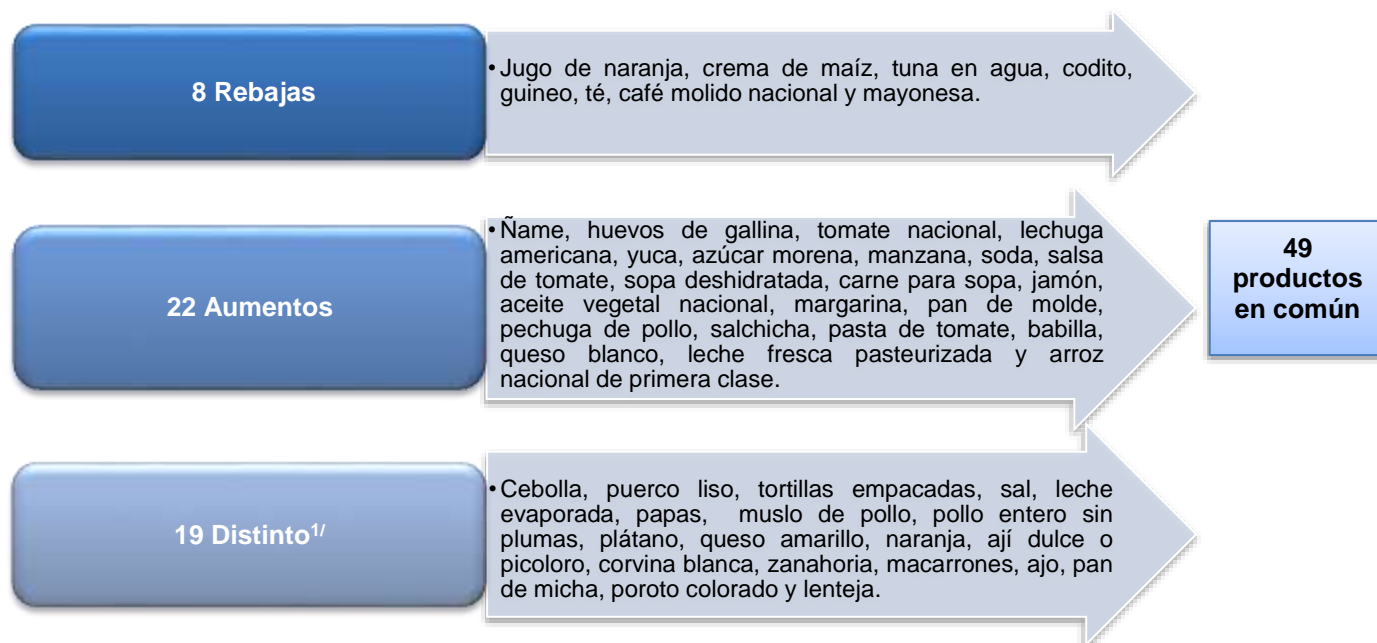 8 Rebajas
• Jugo de naranja, crema de maíz, tuna en agua, codito,
guineo, té, café molido nacional y mayonesa.
22 Aumentos
• Ñame, huevos de gallina, tomate nacional, lechuga
americana, yuca, azúcar morena, manzana, soda, salsa
de tomate, sopa deshidratada, carne para sopa, jamón,
aceite vegetal nacional, margarina, pan de molde,
pechuga de pollo, salchicha, pasta de tomate, babilla,
queso blanco, leche fresca pasteurizada y arroz
nacional de primera clase.
49
productos
en común
19 Distinto1/
• Cebolla, puerco liso, tortillas empacadas, sal, leche
evaporada, papas, muslo de pollo, pollo entero sin
plumas, plátano, queso amarillo, naranja, ají dulce o
picoloro, corvina blanca, zanahoria, macarrones, ajo, pan
de micha, poroto colorado y lenteja.